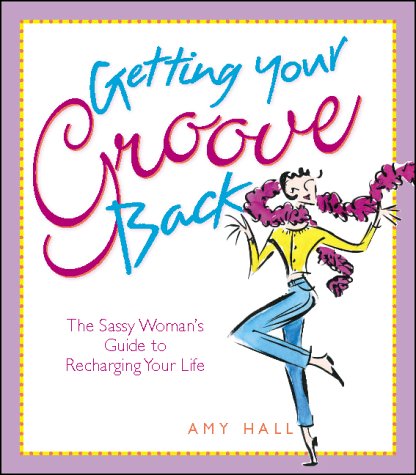 Getting Your
Groove
Back
The Sassy Woman's
Guide to
Recharging Your Life
AMY HALL